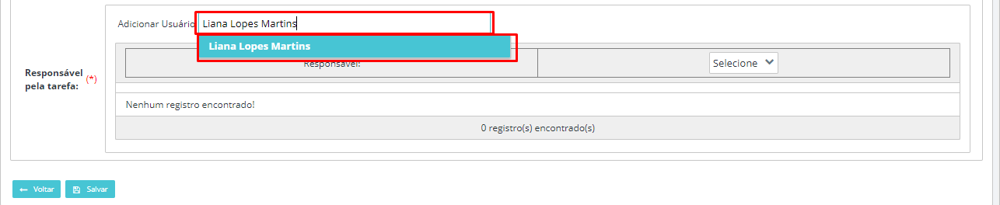 Adicionar Usuário Liana Lopes Martins
Liana Lopes Martins
Responsável: Selecione
Responsável
pela tarefa: (*)
Nenhum registro encontrado!
0 registro(s) encontrado(s)
Voltar Salvar